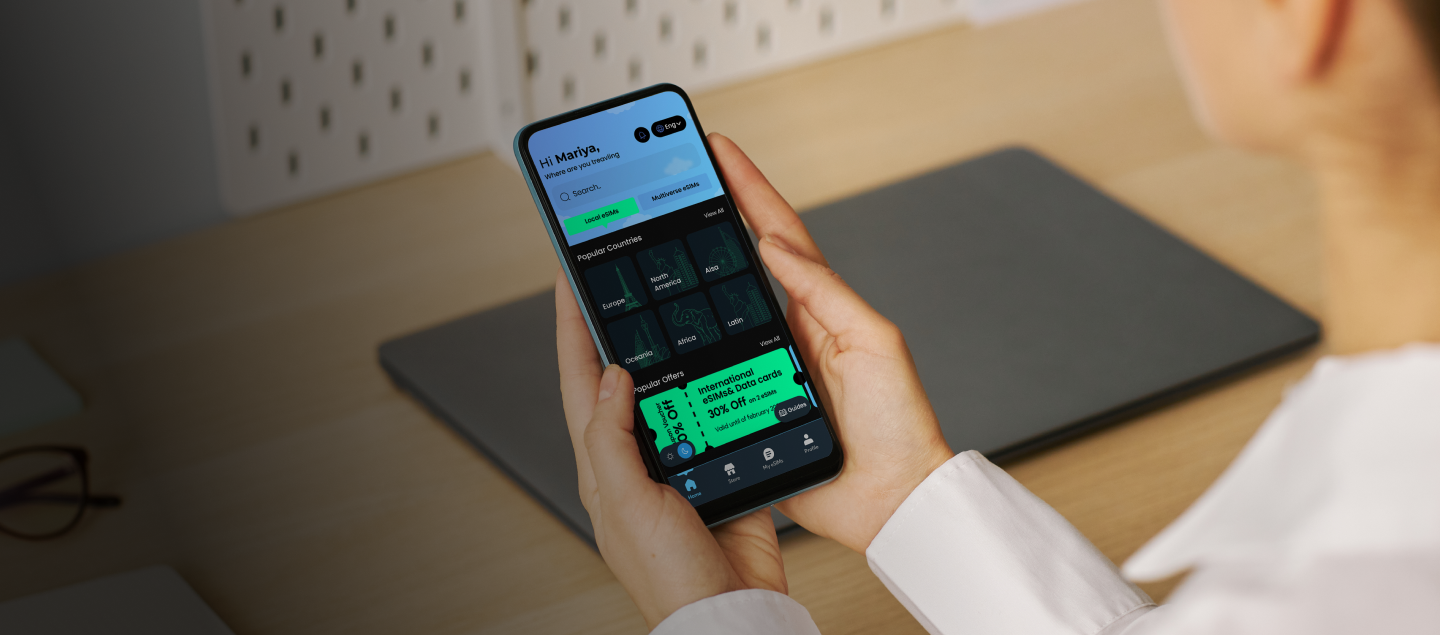 Eng
Hi Mariya,
Where are you treavling
Search..
Local eSIMs
Multiverse eSIMs
Popular Countries
View All
Europe
North
America
Aisa
Oceania
Africa
Latin
Popular Offers
View All
0% Off
International
eSIMs& Data cards
30% Off on 2 eSIMs
Valid until of february
Guides
Home
Store
My eSIMs
Profile